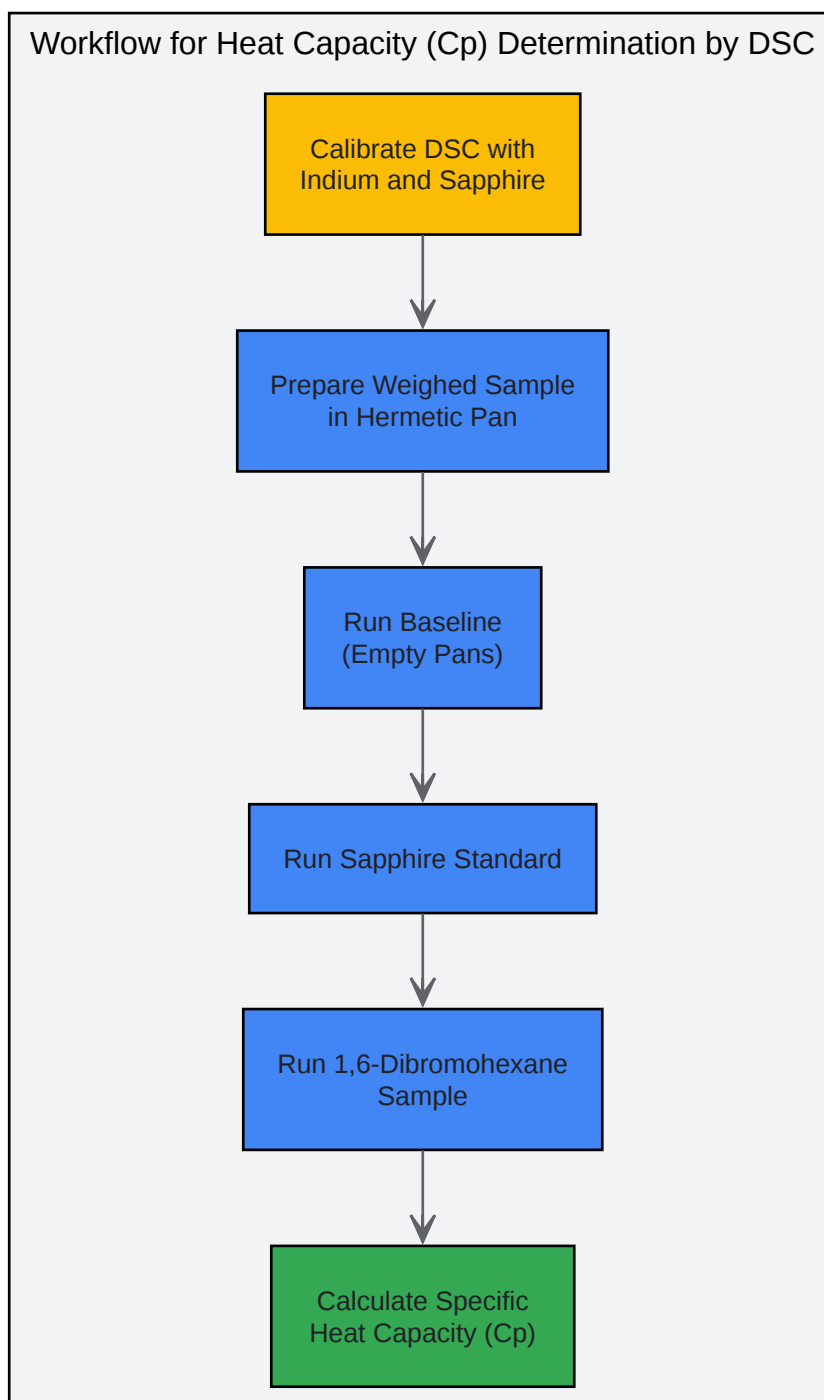 Workflow for Heat Capacity (Cp) Determination by DSC
Calibrate DSC with
Indium and Sapphire
Prepare Weighed Sample
in Hermetic Pan
Run Baseline
(Empty Pans)
Run Sapphire Standard
Run 1,6-Dibromohexane
Sample
Calculate Specific
Heat Capacity (Cp)